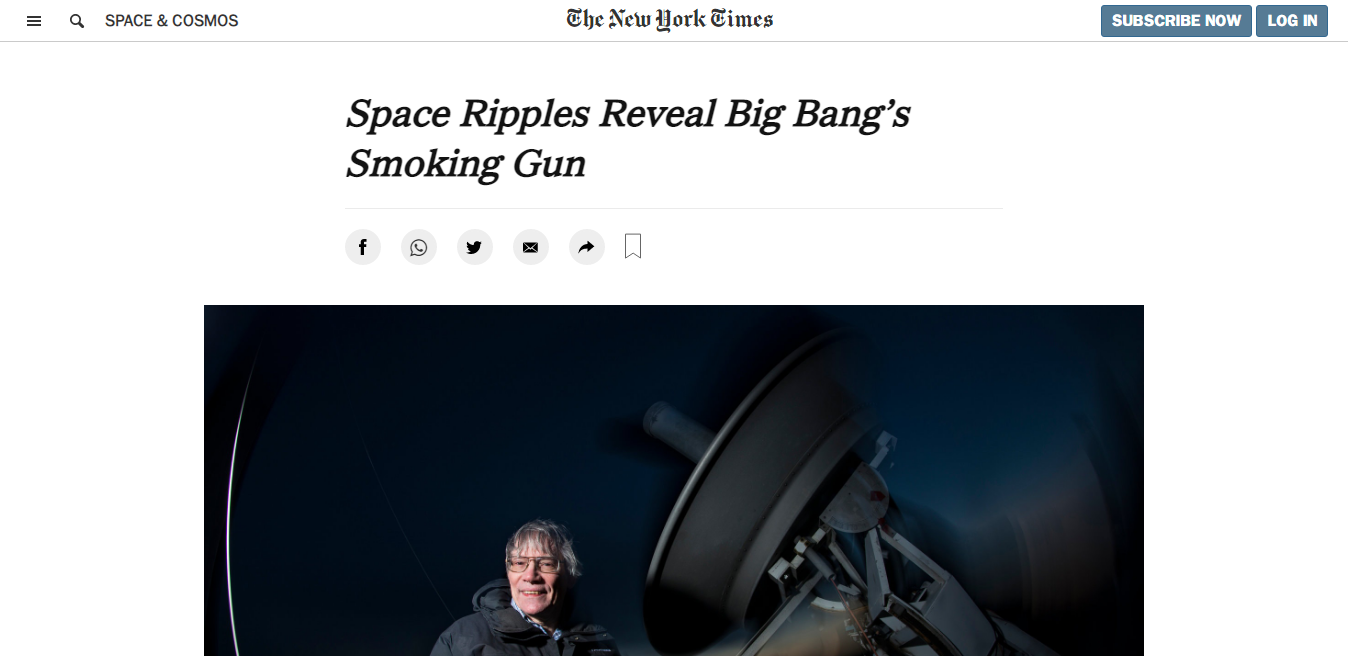 SPACE & COSMOS
The New York Times
SUBSCRIBE NOW
LOG IN
Space Ripples Reveal Big Bang’s
Smoking Gun